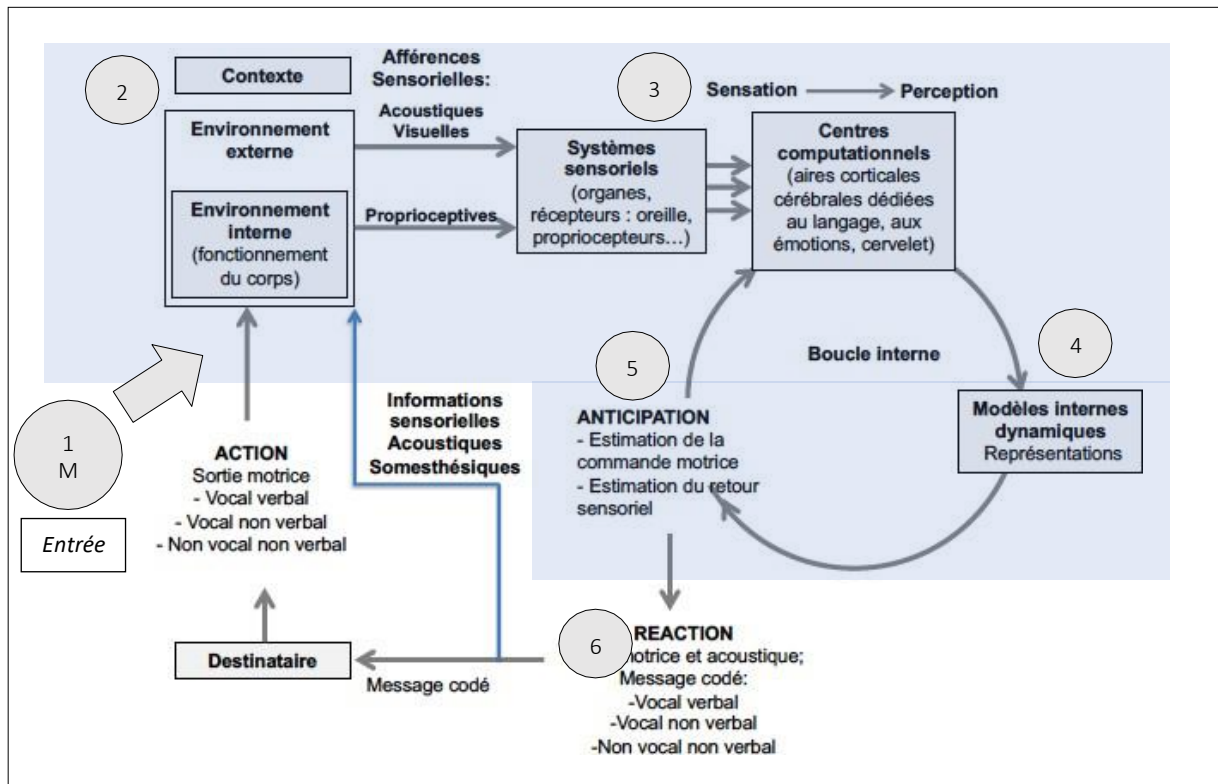 2
Contexte
Environnement
externe
Environnement
interne
(fonctionnement
du corps)
Afférences
Sensorielles:
Acoustiques
Visuelles
Proprioceptives
3
Systèmes
sensoriels
(organes,
récepteurs : oreille,
propriocepteurs...)
Sensation
Perception
Centres
computationnels
(aires corticales
cérébrales dédiées
au langage, aux
émotions, cervelet)
Boucle interne
4
Modèles internes
dynamiques
Représentations
5
ANTICIPATION
- Estimation de la
commande motrice
- Estimation du retour
sensoriel
Informations
sensorielles
Acoustiques
Somesthésiques
1
M
Entrée
ACTION
Sortie motrice
- Vocal verbal
- Vocal non verbal
- Non vocal non verbal
Destinataire
Message codé
6
REACTION
motrice et acoustique;
Message codé:
-Vocal verbal
-Vocal non verbal
-Non vocal non verbal